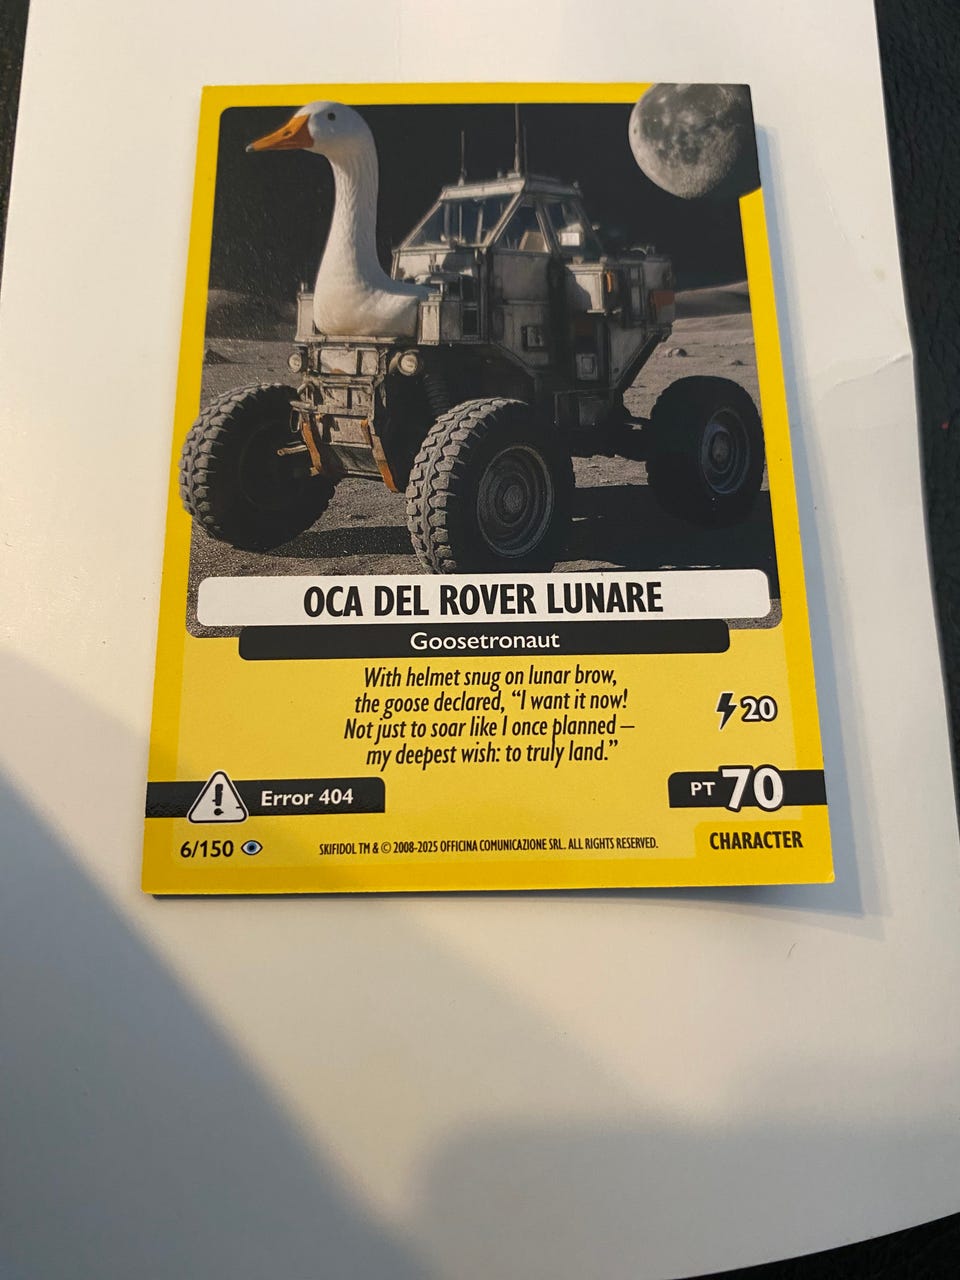 OCA DEL ROVER LUNARE
Goosetronaut
With helmet snug on lunar brow,
the goose declared, “I want it now!
Not just to soar like I once planned –
my deepest wish: to truly land.”
20
Error 404
PT 70
6/150
SKIFIDOL TM & © 2008-2025 OFFICINA COMUNICAZIONE SRL. ALL RIGHTS RESERVED.
CHARACTER